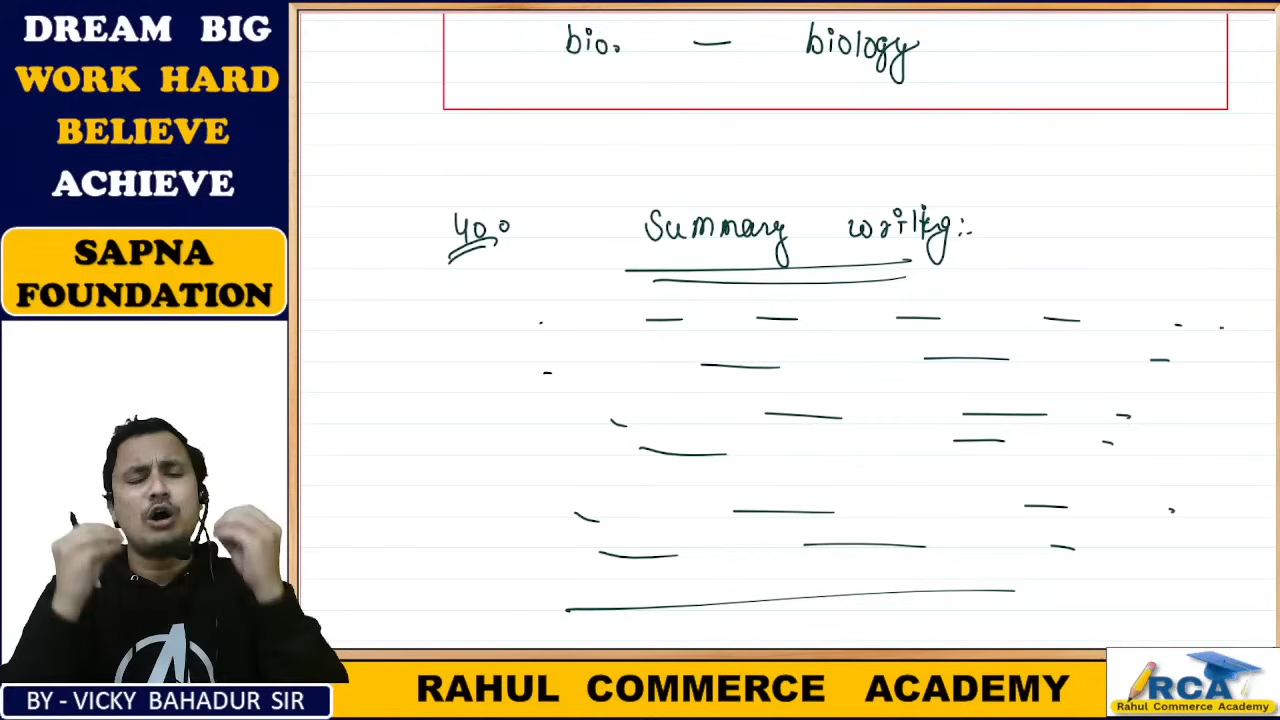 DREAM BIG
WORK HARD
BELIEVE
ACHIEVE
SAPNA
FOUNDATION
bio. — biology
40. Summary writing :-
BY - VICKY BAHADUR SIR
RAHUL COMMERCE ACADEMY
RCA
Rahul Commerce Academy